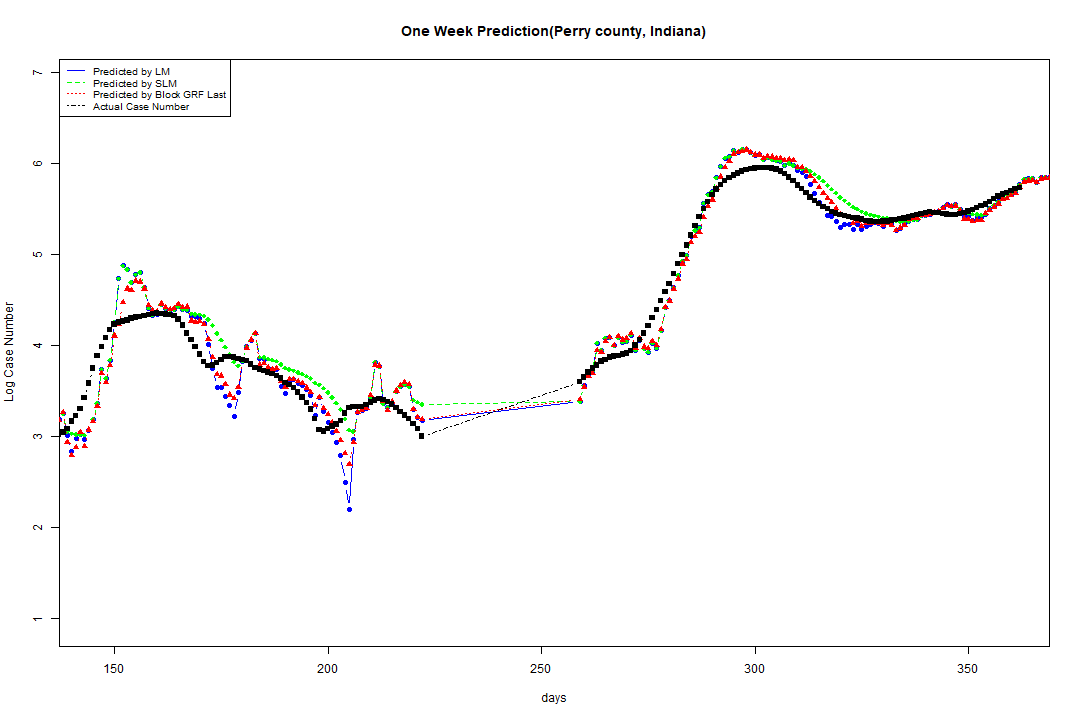 One Week Prediction(Perry county, Indiana)
Predicted by LM
Predicted by SLM
Predicted by Block GRF Last
Actual Case Number
7
6
5
4
3
2
1
Log Case Number
150 200 250 300 350
days